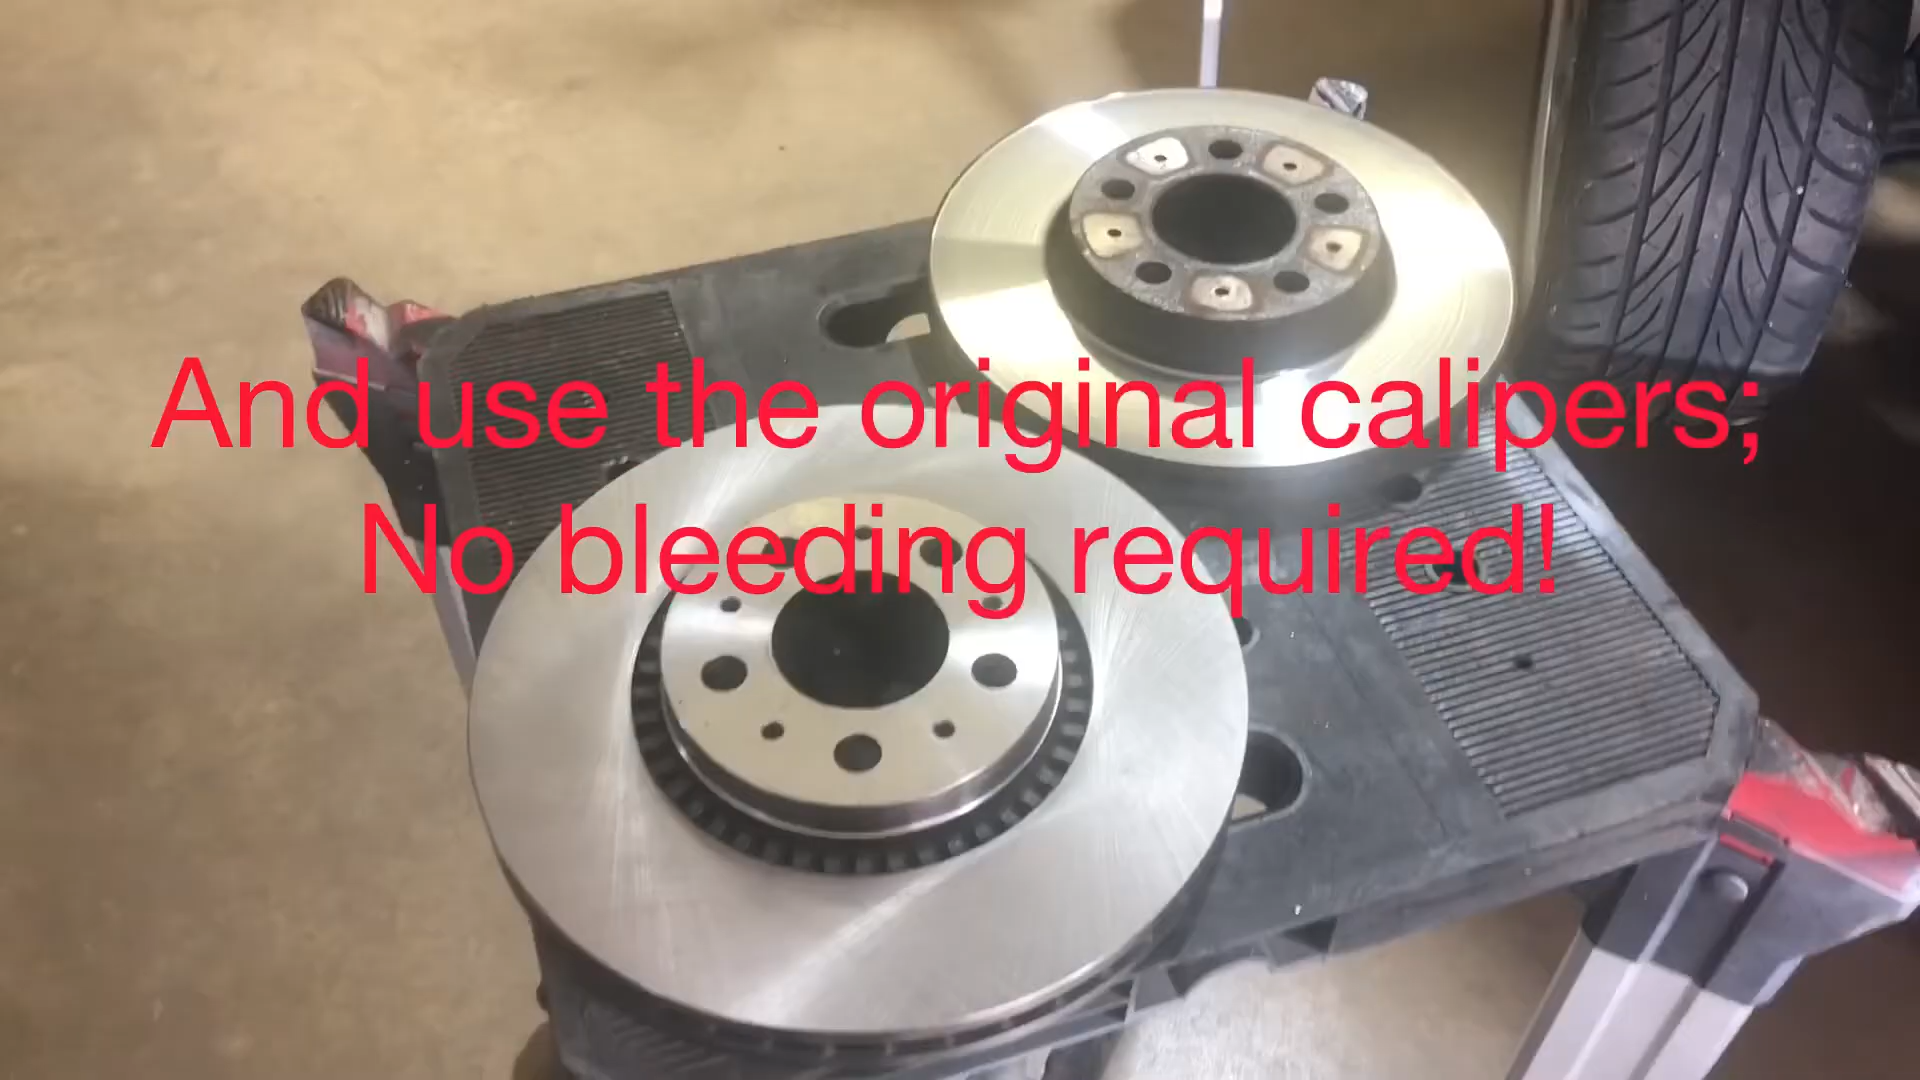 And use the original calipers;
No bleeding required!